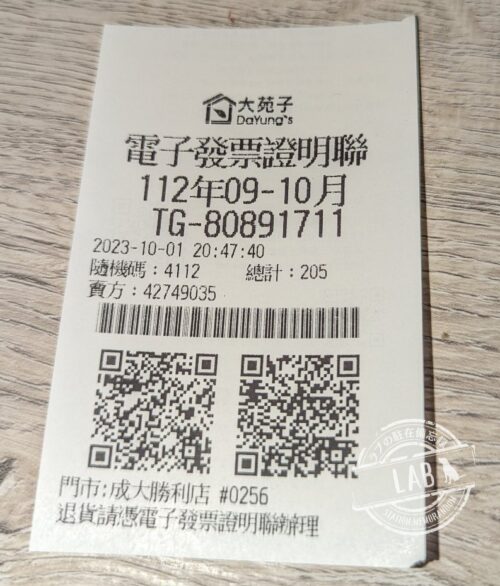 大苑子
DaYung's
電子發票證明聯
112年09-10月
TG-80891711
2023-10-01 20:47:40
隨機碼：4112 總計：205
賣方：42749035
門市:成大勝利店 #0256
退貨請憑電子發票證明聯辦理
LAB